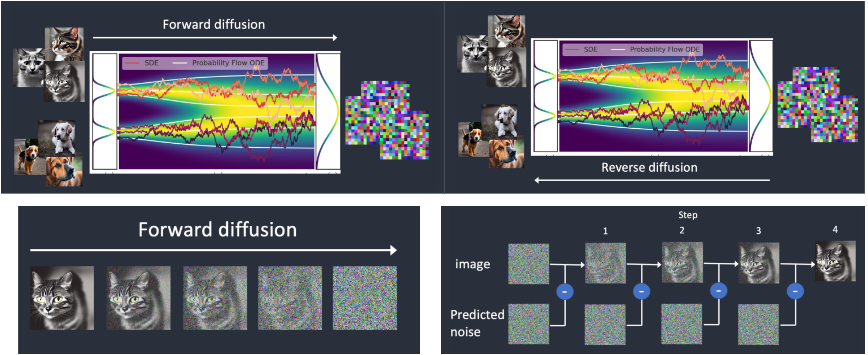 Forward diffusion
SDE
Probability Flow ODE
SDE
Probability Flow ODE
Reverse diffusion
Forward diffusion
Step
1
2
3
4
image
-
-
-
-
Predicted
noise